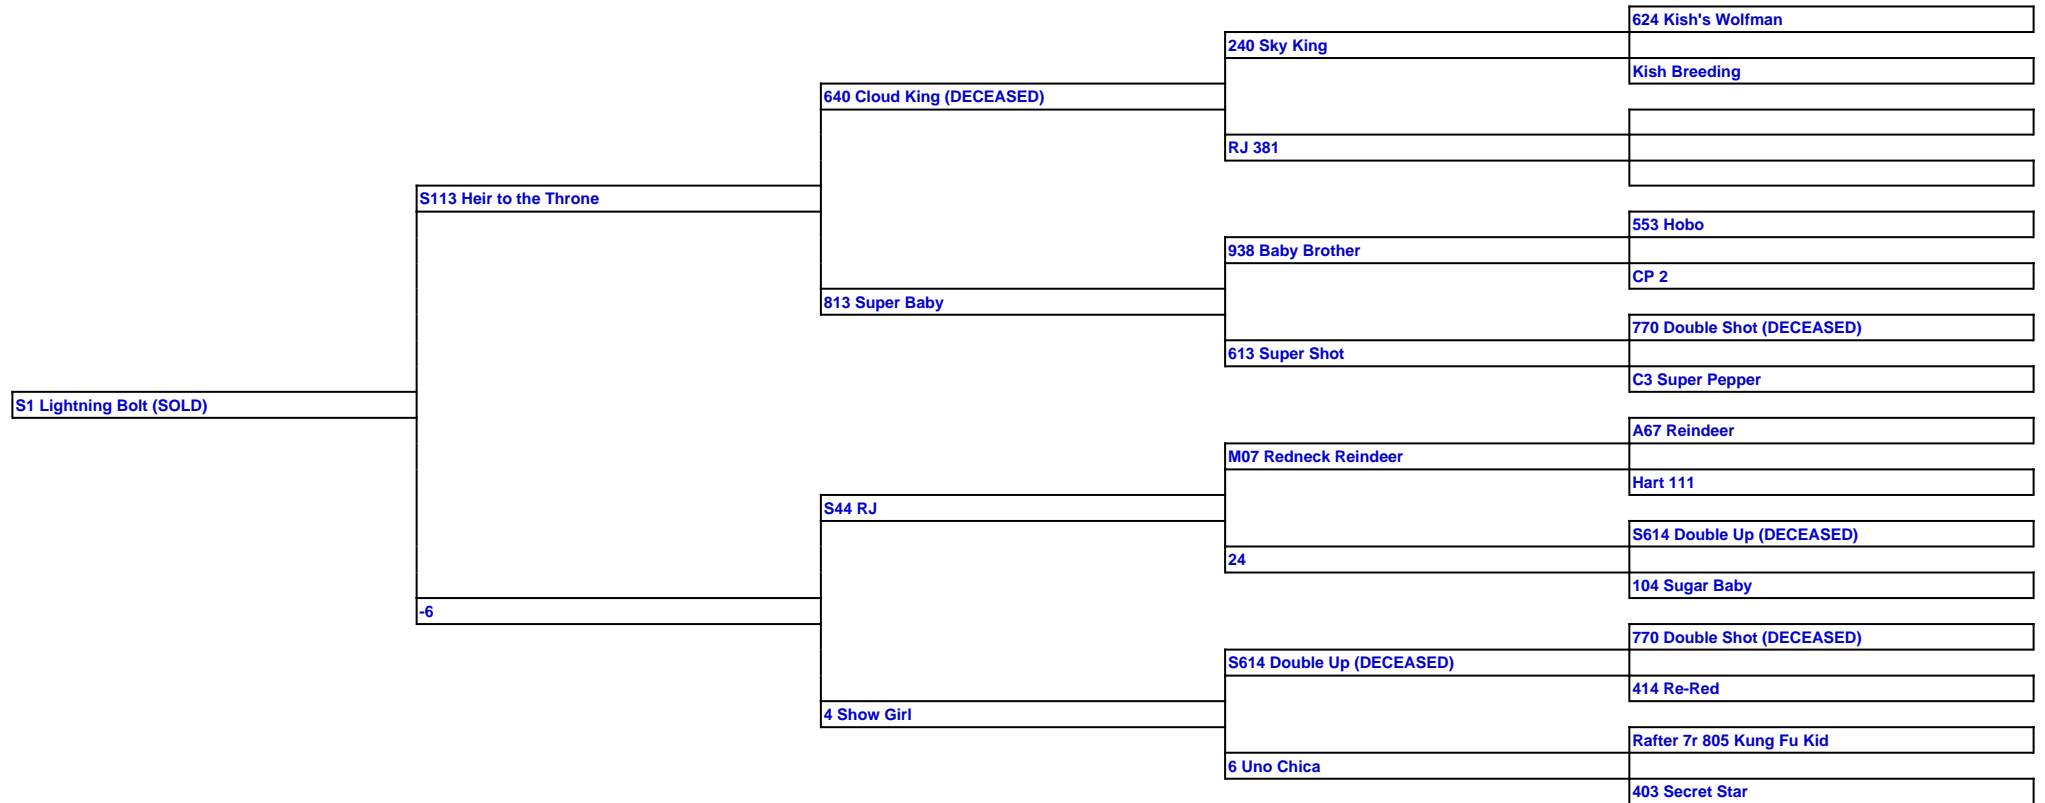 624 Kish's Wolfman
240 Sky King
Kish Breeding
640 Cloud King (DECEASED)
RJ 381
S113 Heir to the Throne
553 Hobo
938 Baby Brother
CP 2
813 Super Baby
770 Double Shot (DECEASED)
613 Super Shot
C3 Super Pepper
S1 Lightning Bolt (SOLD)
A67 Reindeer
M07 Redneck Reindeer
Hart 111
S44 RJ
S614 Double Up (DECEASED)
24
104 Sugar Baby
-6
770 Double Shot (DECEASED)
S614 Double Up (DECEASED)
414 Re-Red
4 Show Girl
Rafter 7r 805 Kung Fu Kid
6 Uno Chica
403 Secret Star